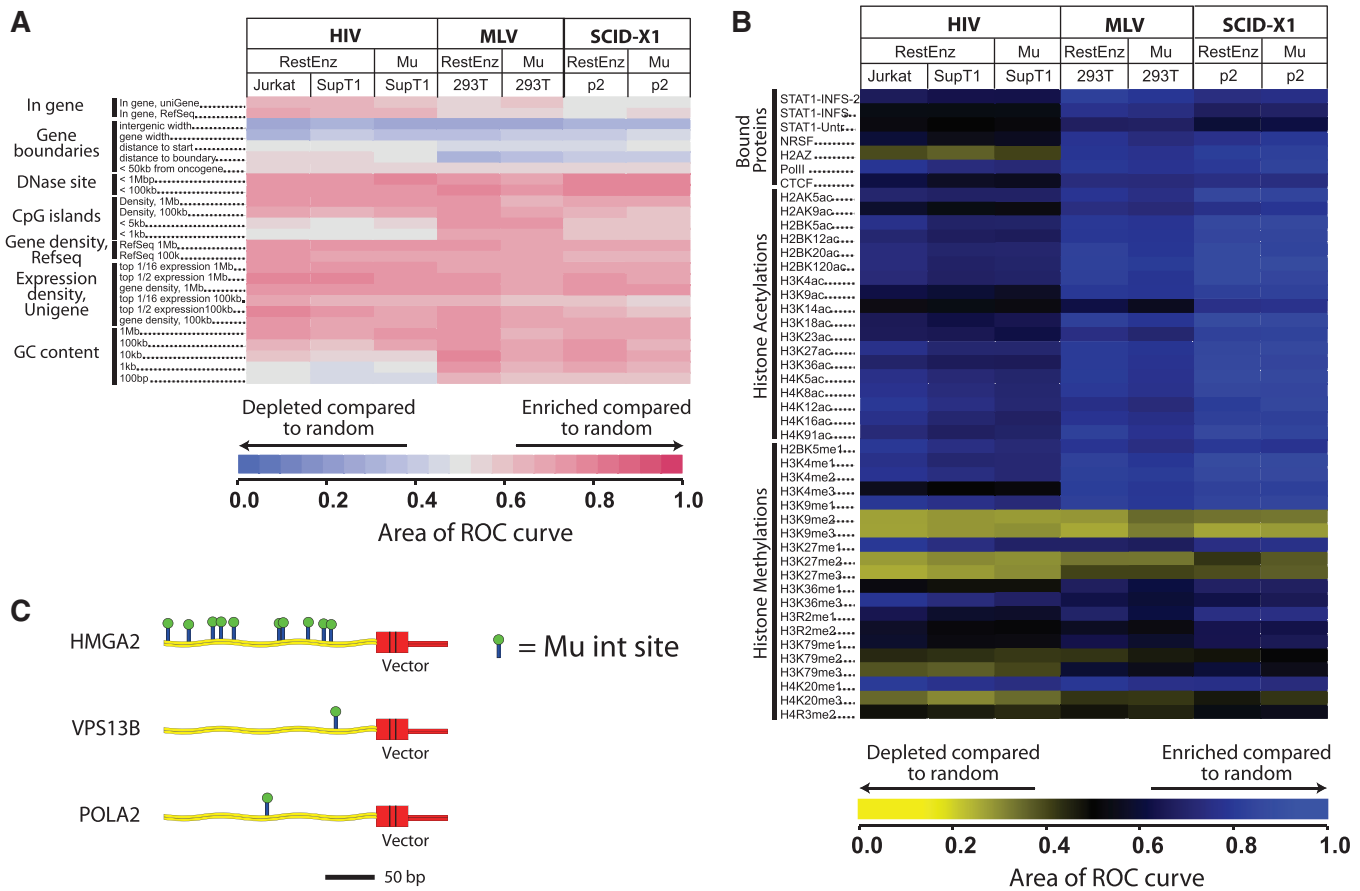 A
HIV MLV SCID-X1
RestEnz Mu RestEnz Mu RestEnz Mu
Jurkat SupT1 SupT1 293T 293T p2 p2
In gene
In gene, uniGene
In gene, RefSeq
Gene boundaries
intergenic width
gene width
distance to start
distance to boundary
< 50kb from oncogene
DNase site
< 1Mbp
< 100kb
CpG islands
Density, 1Mb
Density, 100kb
< 5kb
< 1kb
Gene density, Refseq
RefSeq 1Mb
RefSeq 100k
Expression density, Unigene
top 1/16 expression 1Mb
top 1/2 expression 1Mb
gene density, 1Mb
top 1/16 expression 100kb
top 1/2 expression100kb
gene density, 100kb
GC content
1Mb
100kb
10kb
1kb
100bp
Depleted compared to random
Enriched compared to random
0.0 0.2 0.4 0.6 0.8 1.0
Area of ROC curve
B
HIV MLV SCID-X1
RestEnz Mu RestEnz Mu RestEnz Mu
Jurkat SupT1 SupT1 293T 293T p2 p2
Bound Proteins
STAT1-INFS-2
STAT1-INFS
STAT1-Untr
NRSF
H2AZ
PolII
CTCF
Histone Acetylations
H2AK5ac
H2AK9ac
H2BK5ac
H2BK12ac
H2BK20ac
H2BK120ac
H3K4ac
H3K9ac
H3K14ac
H3K18ac
H3K23ac
H3K27ac
H3K36ac
H4K5ac
H4K8ac
H4K12ac
H4K16ac
H4K91ac
Histone Methylations
H2BK5me1
H3K4me1
H3K4me2
H3K4me3
H3K9me1
H3K9me2
H3K9me3
H3K27me1
H3K27me2
H3K27me3
H3K36me1
H3K36me3
H3R2me1
H3R2me2
H3K79me1
H3K79me2
H3K79me3
H4K20me1
H4K20me3
H4R3me2
Depleted compared to random
Enriched compared to random
0.0 0.2 0.4 0.6 0.8 1.0
Area of ROC curve
C
HMGA2
Vector
= Mu int site
VPS13B
Vector
POLA2
Vector
50 bp